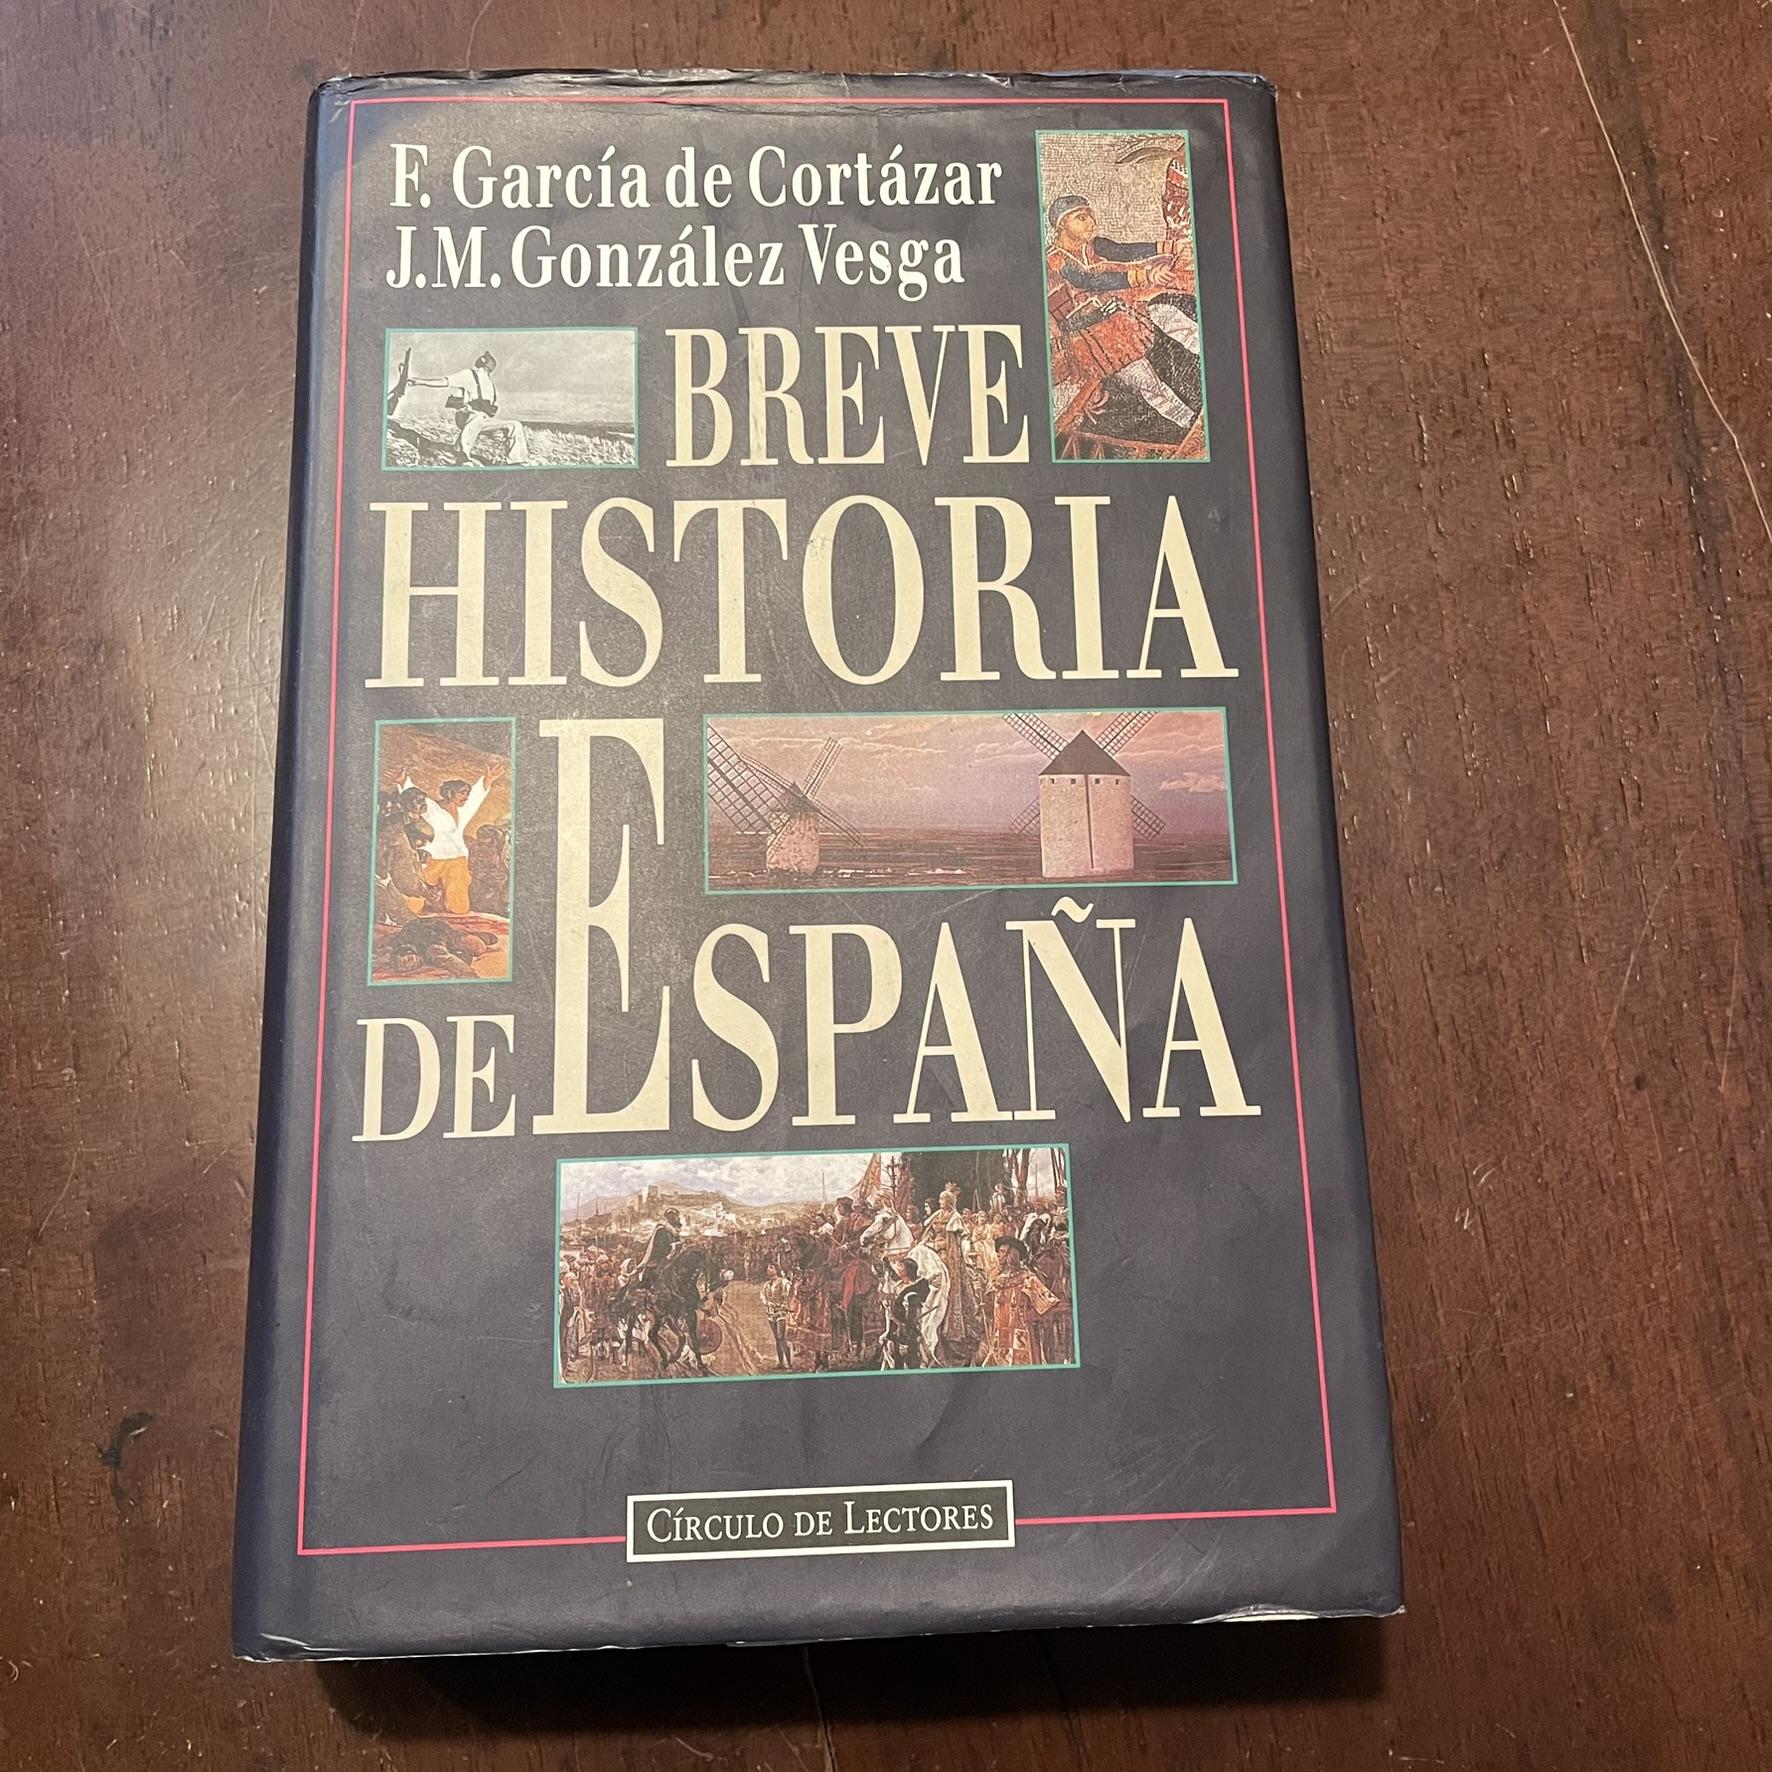 F. García de Cortázar
J.M. González Vesga
BREVE
HISTORIA
DE ESPAÑA
CÍRCULO DE LECTORES